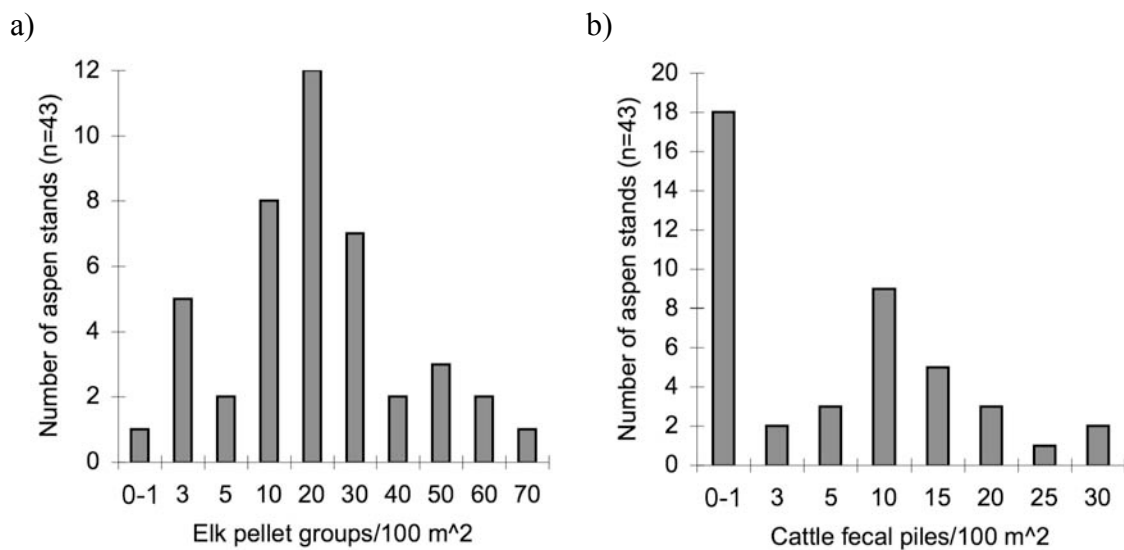 a)
12
10
8
6
4
2
0
Number of aspen stands (n=43)
0-1 3 5 10 20 30 40 50 60 70
Elk pellet groups/100 m^2
b)
20
18
16
14
12
10
8
6
4
2
0
Number of aspen stands (n=43)
0-1 3 5 10 15 20 25 30
Cattle fecal piles/100 m^2